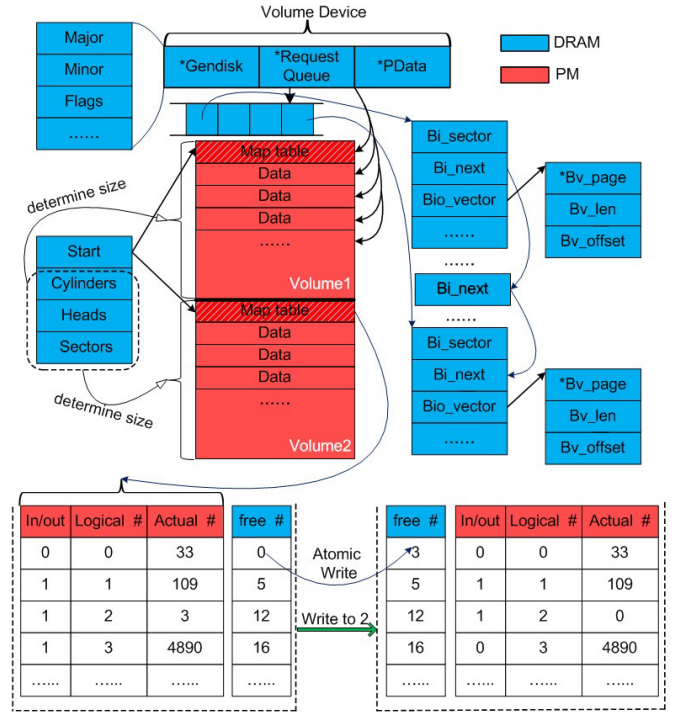 Volume Device
Major
Minor
Flags
......
*Gendisk
*Request
Queue
*PData
DRAM
PM
Map table
Data
Data
Data
......
Volume1
Map table
Data
Data
Data
......
Volume2
determine size
Start
Cylinders
Heads
Sectors
determine size
Bi_sector
Bi_next
Bio_vector
......
*Bv_page
Bv_len
Bv_offset
......
Bi_next
......
Bi_sector
Bi_next
Bio_vector
......
*Bv_page
Bv_len
Bv_offset
In/out Logical # Actual # free #
0 0 33 0
1 1 109 5
1 2 3 12
1 3 4890 16
...... ...... ...... ......
Atomic
Write
Write to 2
free # In/out Logical # Actual #
3 0 0 33
5 1 1 109
12 1 2 0
16 0 3 4890
...... ...... ...... ......